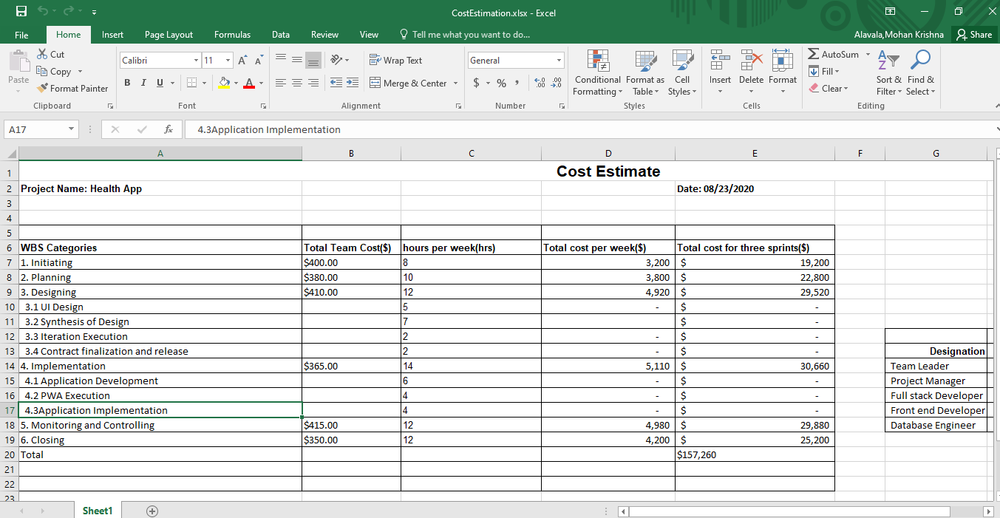 CostEstimation.xlsx - Excel
File Home Insert Page Layout Formulas Data Review View Tell me what you want to do... Alavala,Mohan Krishna Share
Paste Cut Copy Format Painter Clipboard
Calibri 11 A A B I U A Font
Wrap Text Merge & Center Alignment
General $ % , .00 .0 Number
Conditional Formatting Format as Table Cell Styles Styles
Insert Delete Format Cells
AutoSum Fill Clear Sort & Filter Find & Select Editing
A17 fx 4.3Application Implementation
A B C D E F G
1 Cost Estimate
2 Project Name: Health App Date: 08/23/2020
3
4
5
6 WBS Categories Total Team Cost($) hours per week(hrs) Total cost per week($) Total cost for three sprints($)
7 1. Initiating $400.00 8 3,200 $ 19,200
8 2. Planning $380.00 10 3,800 $ 22,800
9 3. Designing $410.00 12 4,920 $ 29,520
10 3.1 UI Design 5 - $ -
11 3.2 Synthesis of Design 7 $ -
12 3.3 Iteration Execution 2 - $ -
13 3.4 Contract finalization and release 2 - $ - Designation
14 4. Implementation $365.00 14 5,110 $ 30,660 Team Leader
15 4.1 Application Development 6 - $ - Project Manager
16 4.2 PWA Execution 4 - $ - Full stack Developer
17 4.3Application Implementation 4 - $ - Front end Developer
18 5. Monitoring and Controlling $415.00 12 4,980 $ 29,880 Database Engineer
19 6. Closing $350.00 12 4,200 $ 25,200
20 Total $157,260
21
22
23
Sheet1